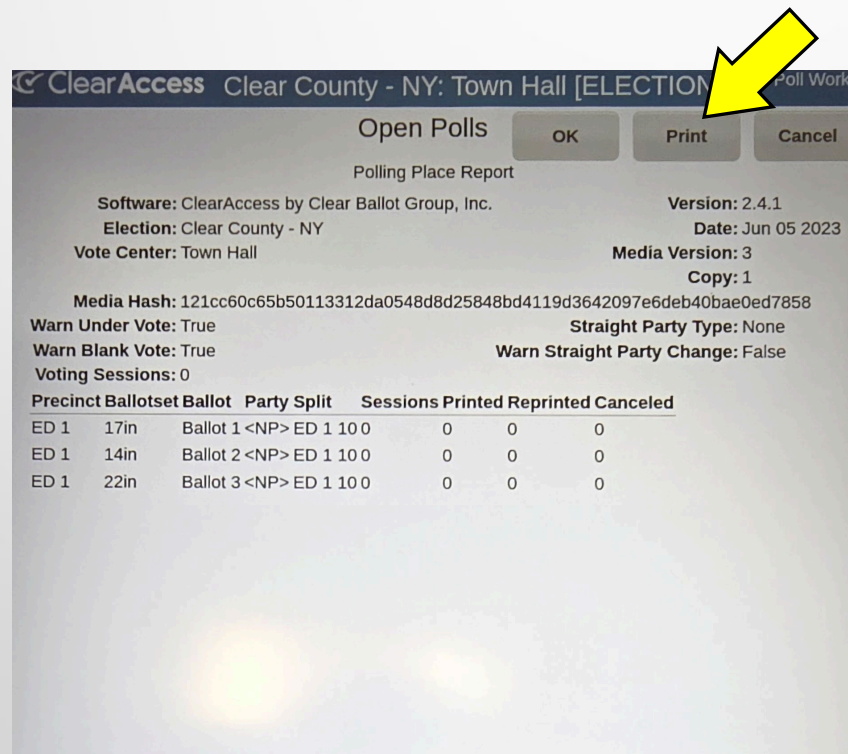 ClearAccess Clear County - NY: Town Hall [ELECTION Poll Work
Open Polls OK Print Cancel
Polling Place Report
Software: ClearAccess by Clear Ballot Group, Inc. Version: 2.4.1
Election: Clear County - NY Date: Jun 05 2023
Vote Center: Town Hall Media Version: 3
Copy: 1
Media Hash: 121cc60c65b50113312da0548d8d25848bd4119d3642097e6deb40bae0ed7858
Warn Under Vote: True Straight Party Type: None
Warn Blank Vote: True Warn Straight Party Change: False
Voting Sessions: 0
Precinct Ballotset Ballot Party Split Sessions Printed Reprinted Canceled
ED 1 17in Ballot 1 <NP> ED 1 10 0 0 0 0
ED 1 14in Ballot 2 <NP> ED 1 10 0 0 0 0
ED 1 22in Ballot 3 <NP> ED 1 10 0 0 0 0